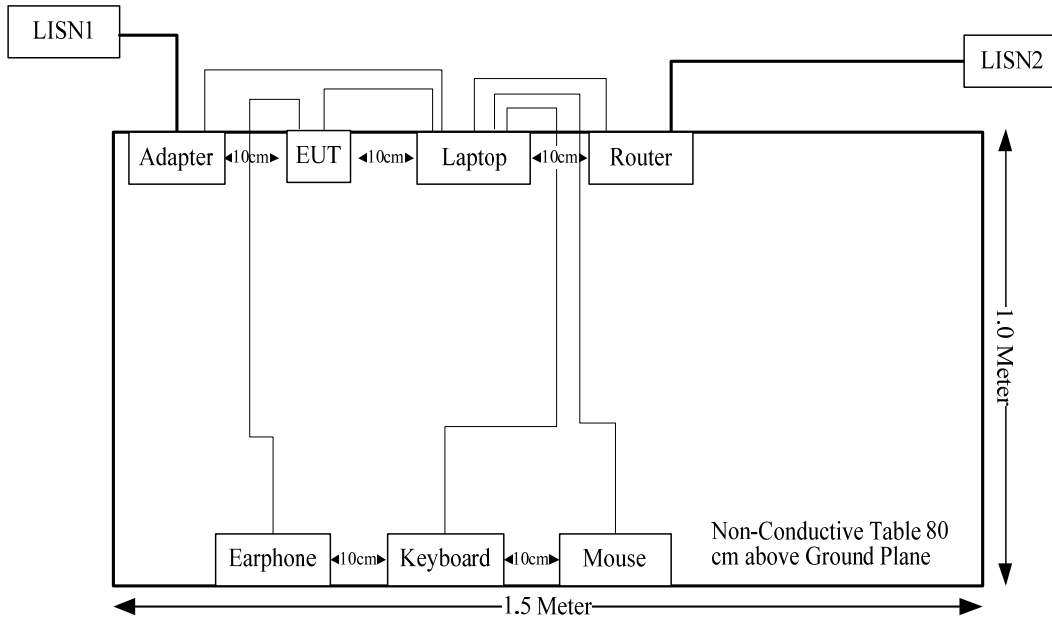 LISN1
LISN2
Adapter
10cm
EUT
10cm
Laptop
10cm
Router
1.0 Meter
Non-Conductive Table 80
cm above Ground Plane
Earphone
10cm
Keyboard
10cm
Mouse
1.5 Meter